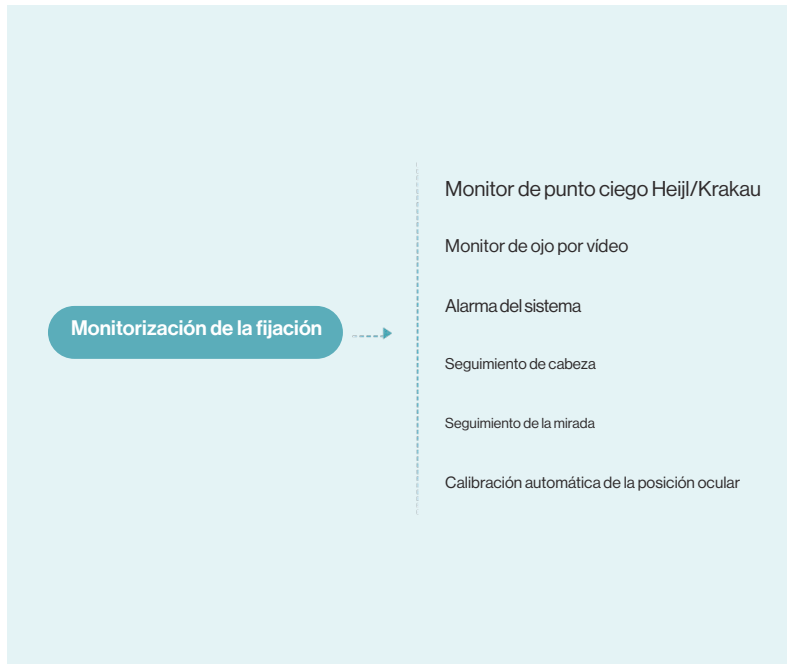 Monitorización de la fijación
Monitor de punto ciego Heijl/Krakau
Monitor de ojo por vídeo
Alarma del sistema
Seguimiento de cabeza
Seguimiento de la mirada
Calibración automática de la posición ocular